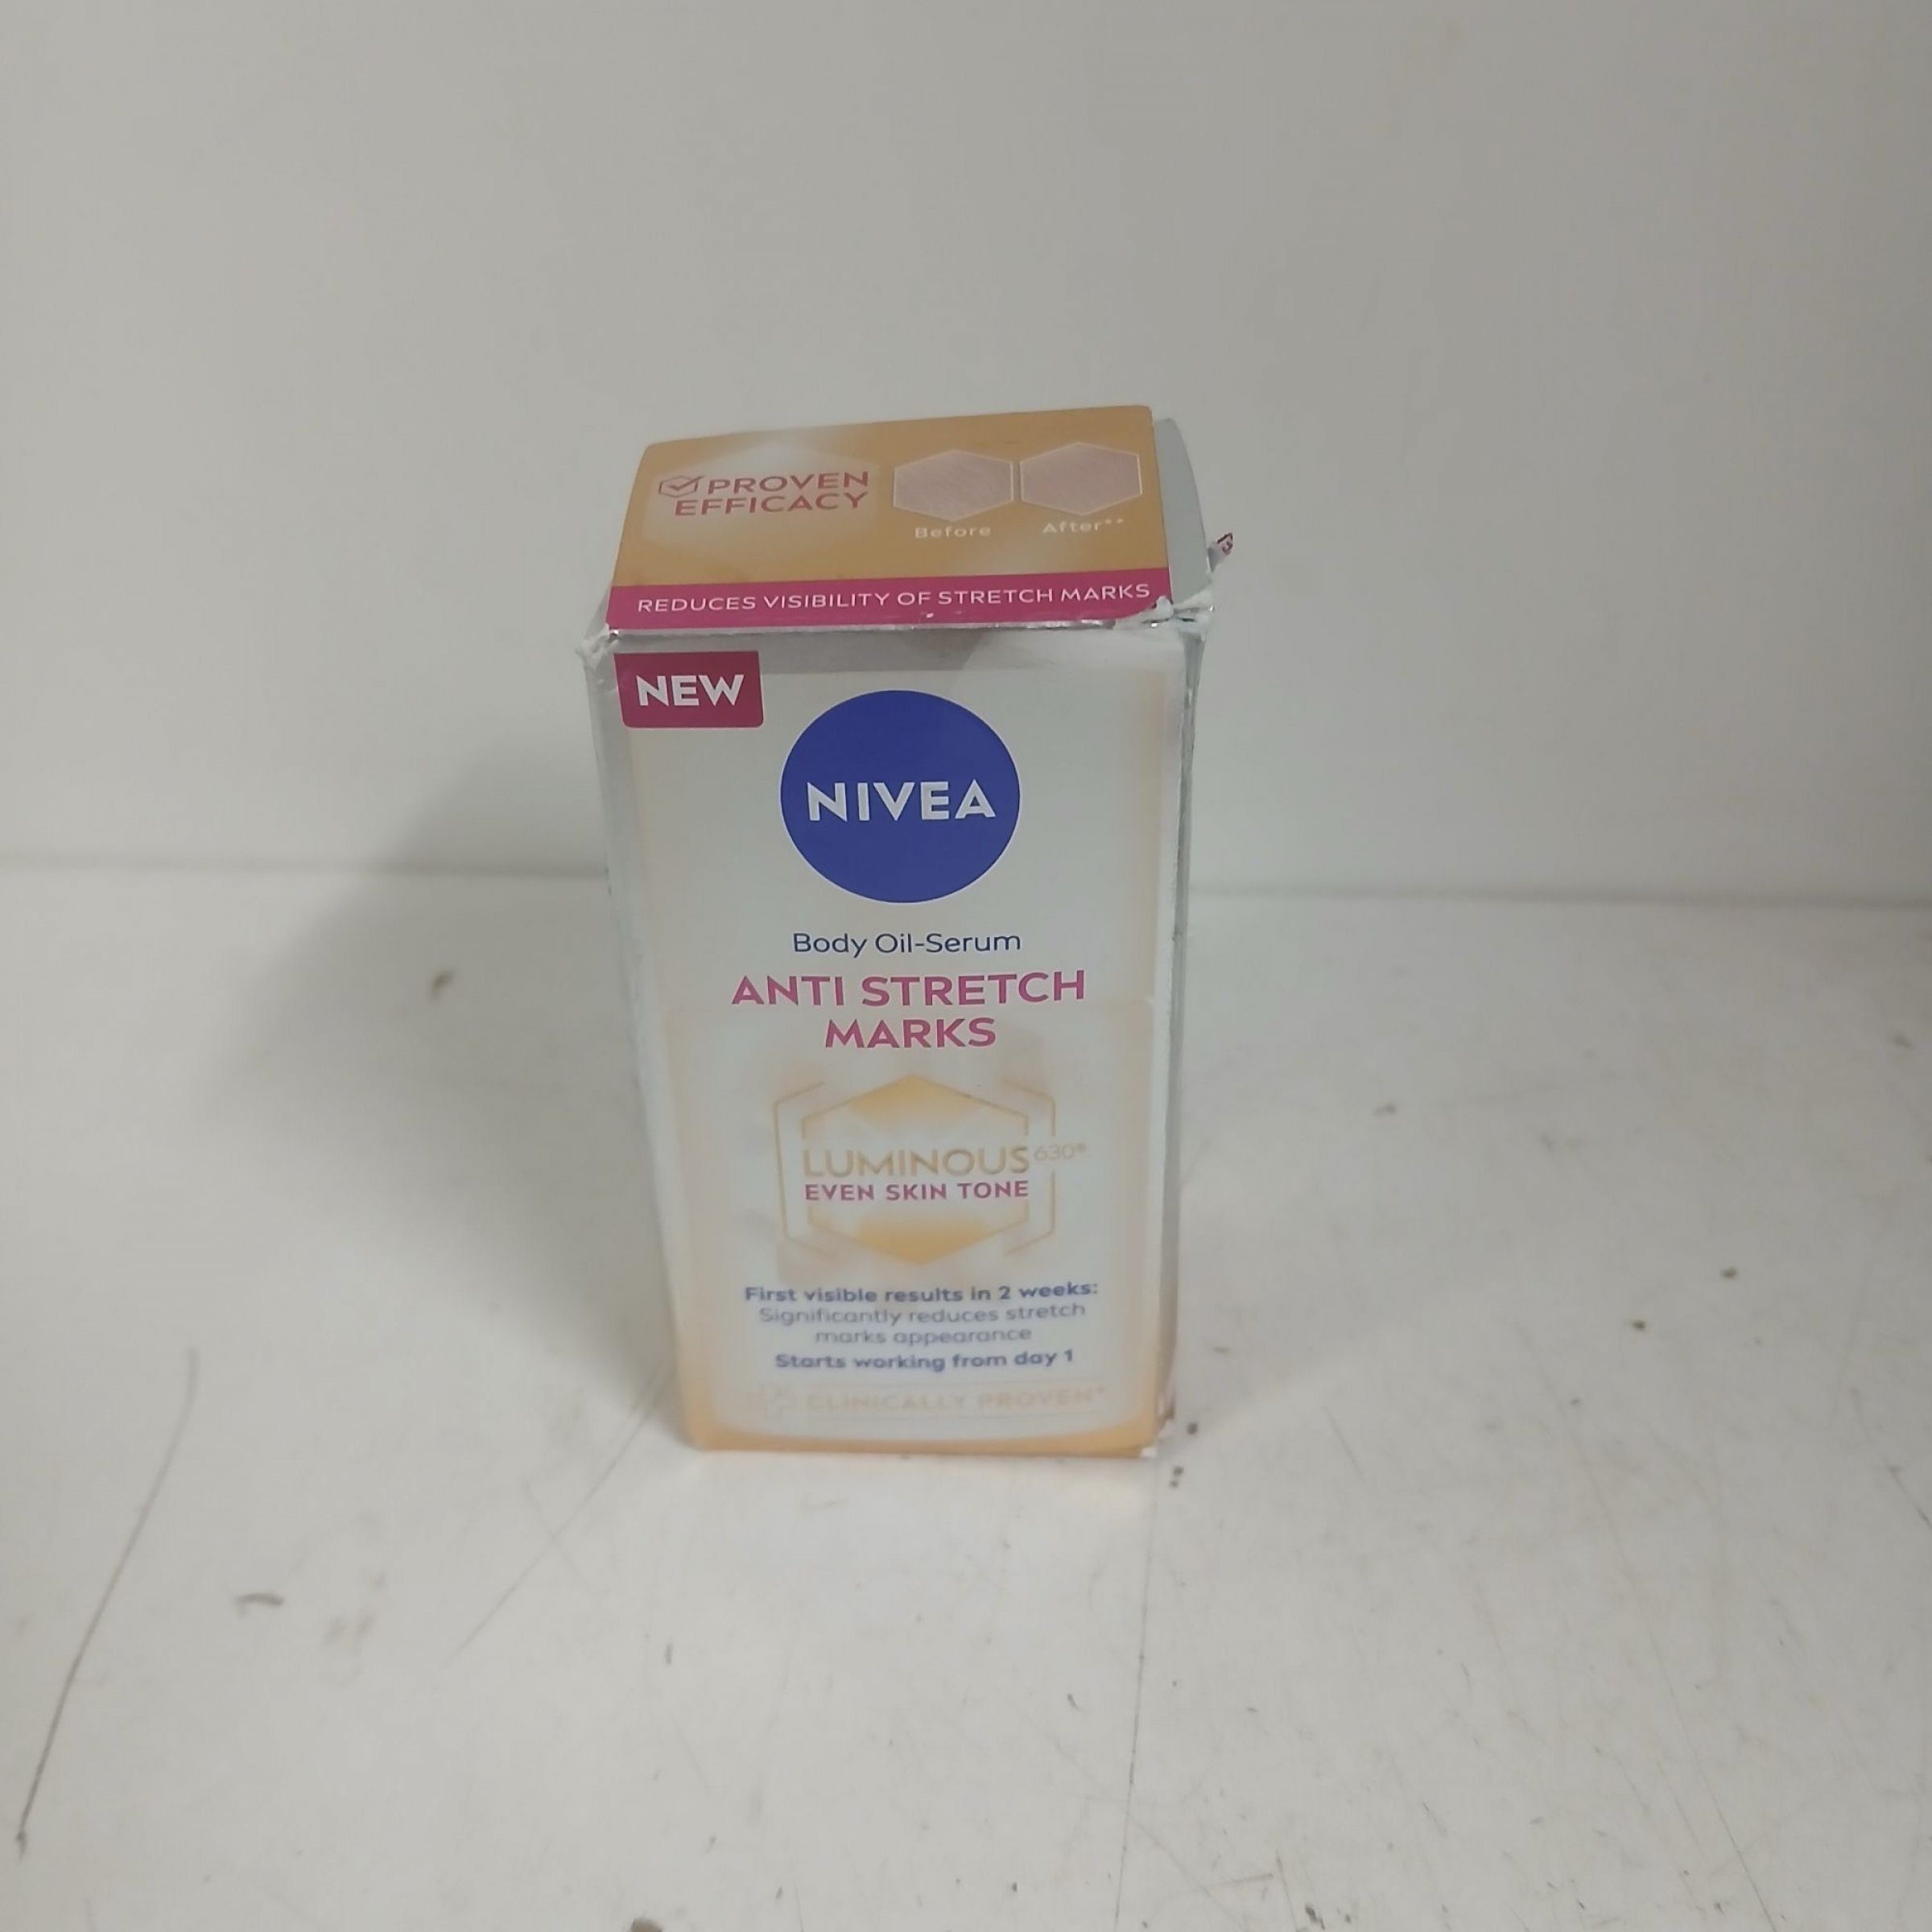 PROVEN
EFFICACY
Before
After**
REDUCES VISIBILITY OF STRETCH MARKS
NEW
NIVEA
Body Oil-Serum
ANTI STRETCH
MARKS
LUMINOUS630®
EVEN SKIN TONE
First visible results in 2 weeks:
Significantly reduces stretch
marks appearance
Starts working from day 1
CLINICALLY PROVEN*